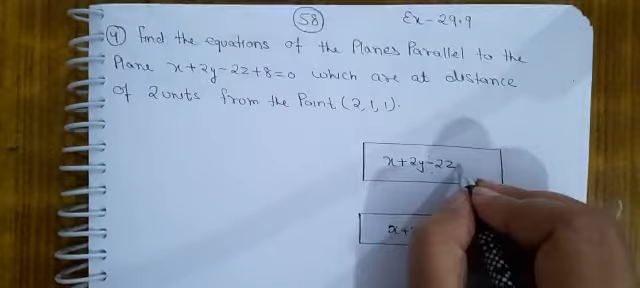 58
Ex-29.9
4 Find the equations of the Planes Parallel to the
Plane x+2y-2z+8=0 which are at distance
of 2 units from the Point (2,1,1).
x+2y-2z
x+